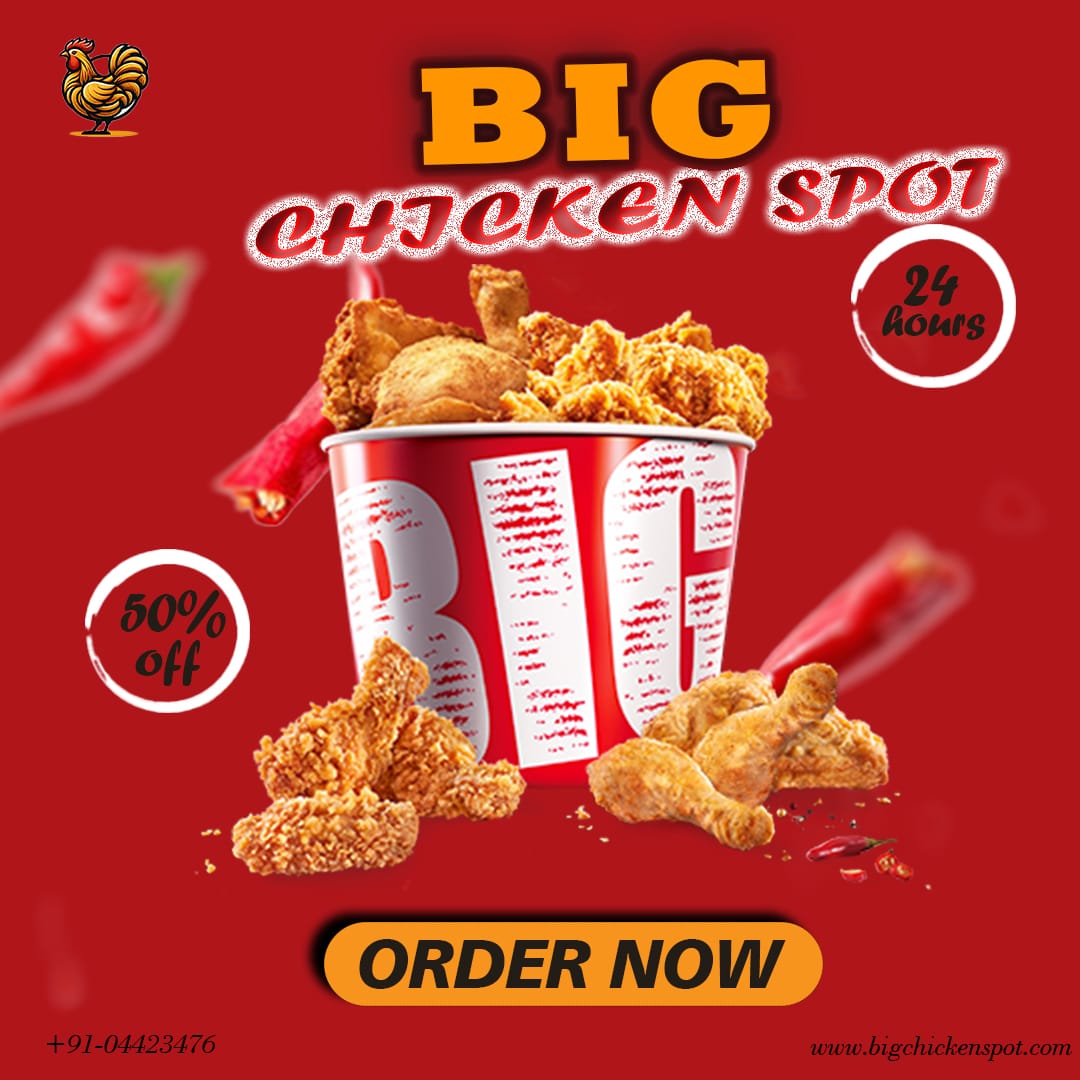 BIG
CHICKEN SPOT
24
hours
BIG
50%
off
ORDER NOW
+91-04423476
www.bigchickenspot.com